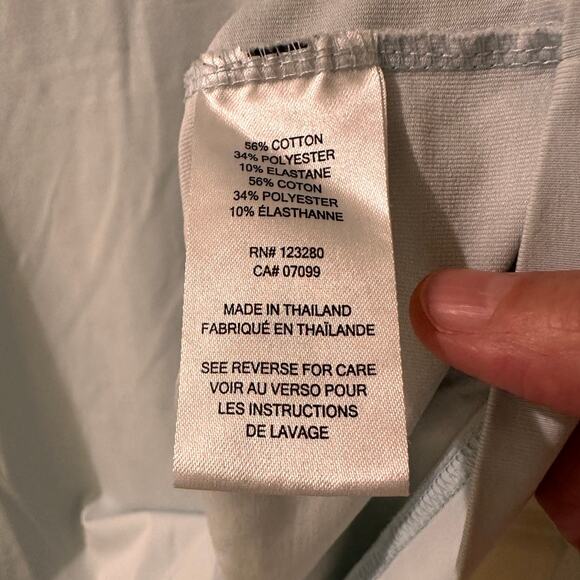 56% COTTON
34% POLYESTER
10% ELASTANE
56% COTON
34% POLYESTER
10% ÉLASTHANNE
RN# 123280
CA# 07099
MADE IN THAILAND
FABRIQUÉ EN THAÏLANDE
SEE REVERSE FOR CARE
VOIR AU VERSO POUR
LES INSTRUCTIONS
DE LAVAGE